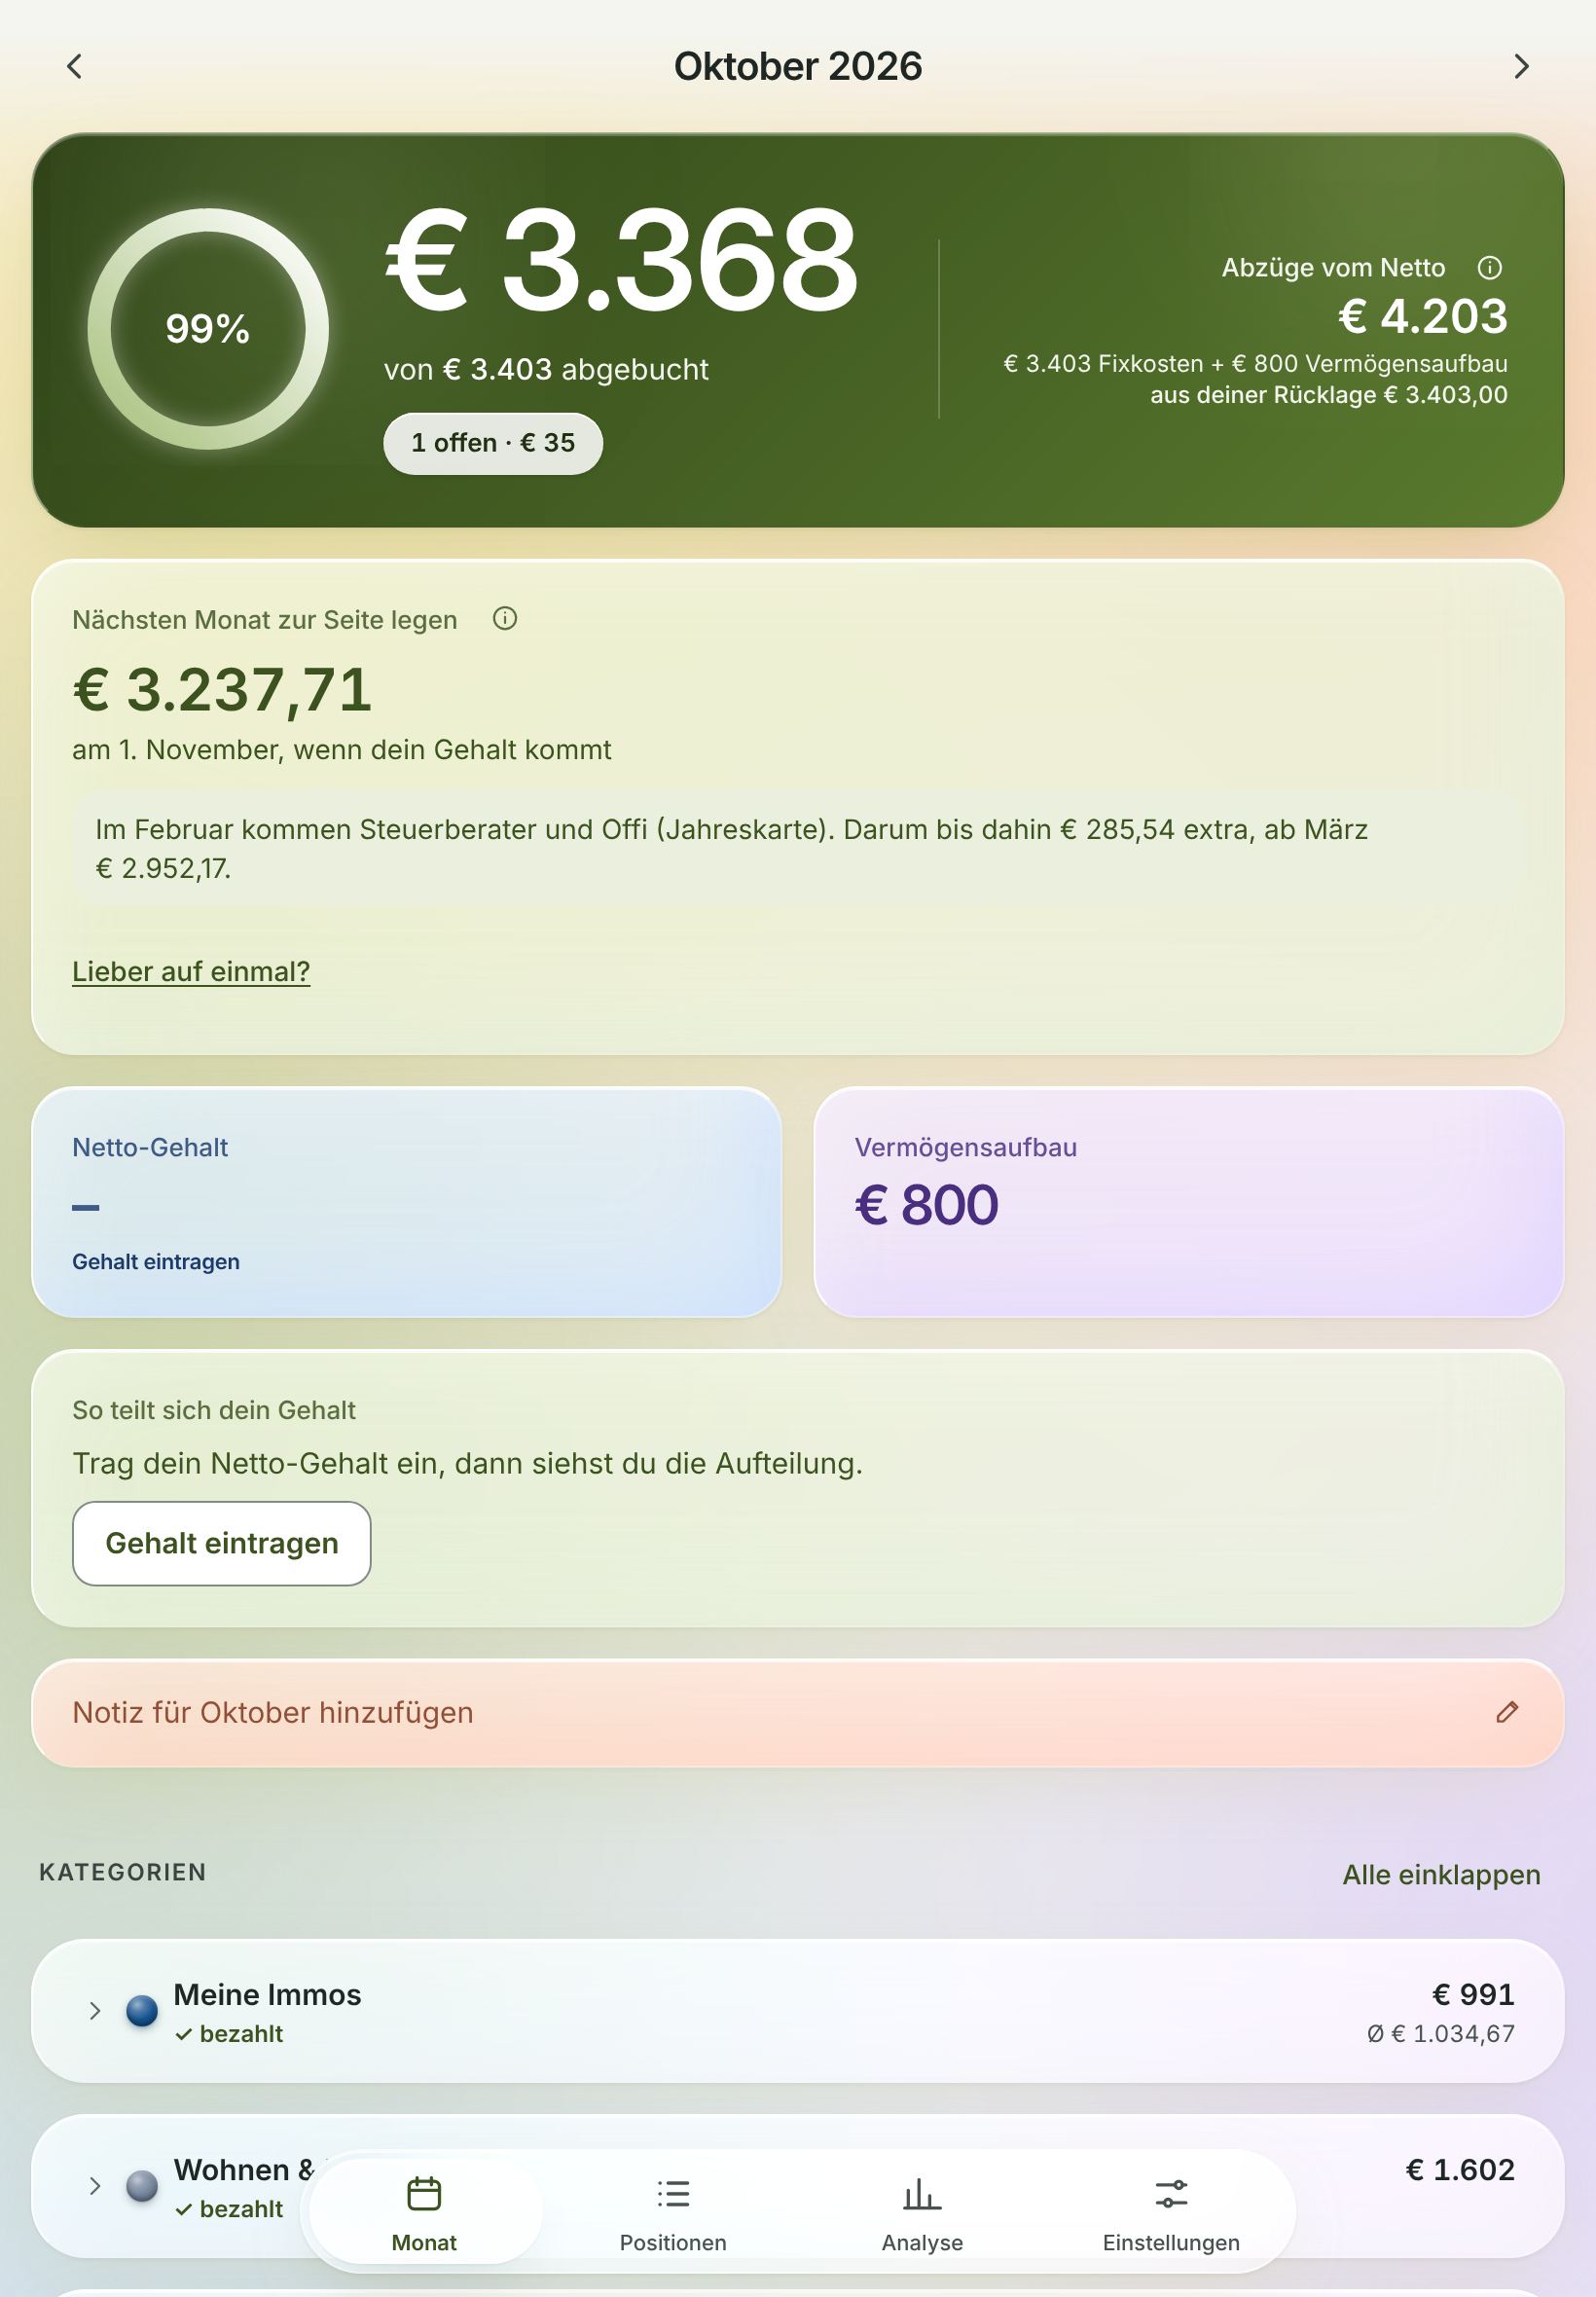 Oktober 2026
99%
€ 3.368
von € 3.403 abgebucht
1 offen · € 35
Abzüge vom Netto
€ 4.203
€ 3.403 Fixkosten + € 800 Vermögensaufbau
aus deiner Rücklage € 3.403,00
Nächsten Monat zur Seite legen
€ 3.237,71
am 1. November, wenn dein Gehalt kommt
Im Februar kommen Steuerberater und Offi (Jahreskarte). Darum bis dahin € 285,54 extra, ab März
€ 2.952,17.
Lieber auf einmal?
Netto-Gehalt
–
Gehalt eintragen
Vermögensaufbau
€ 800
So teilt sich dein Gehalt
Trag dein Netto-Gehalt ein, dann siehst du die Aufteilung.
Gehalt eintragen
Notiz für Oktober hinzufügen
KATEGORIEN
Alle einklappen
Meine Immos
€ 991
✓ bezahlt
Ø € 1.034,67
Wohnen &
€ 1.602
✓ bezahlt
Monat
Positionen
Analyse
Einstellungen